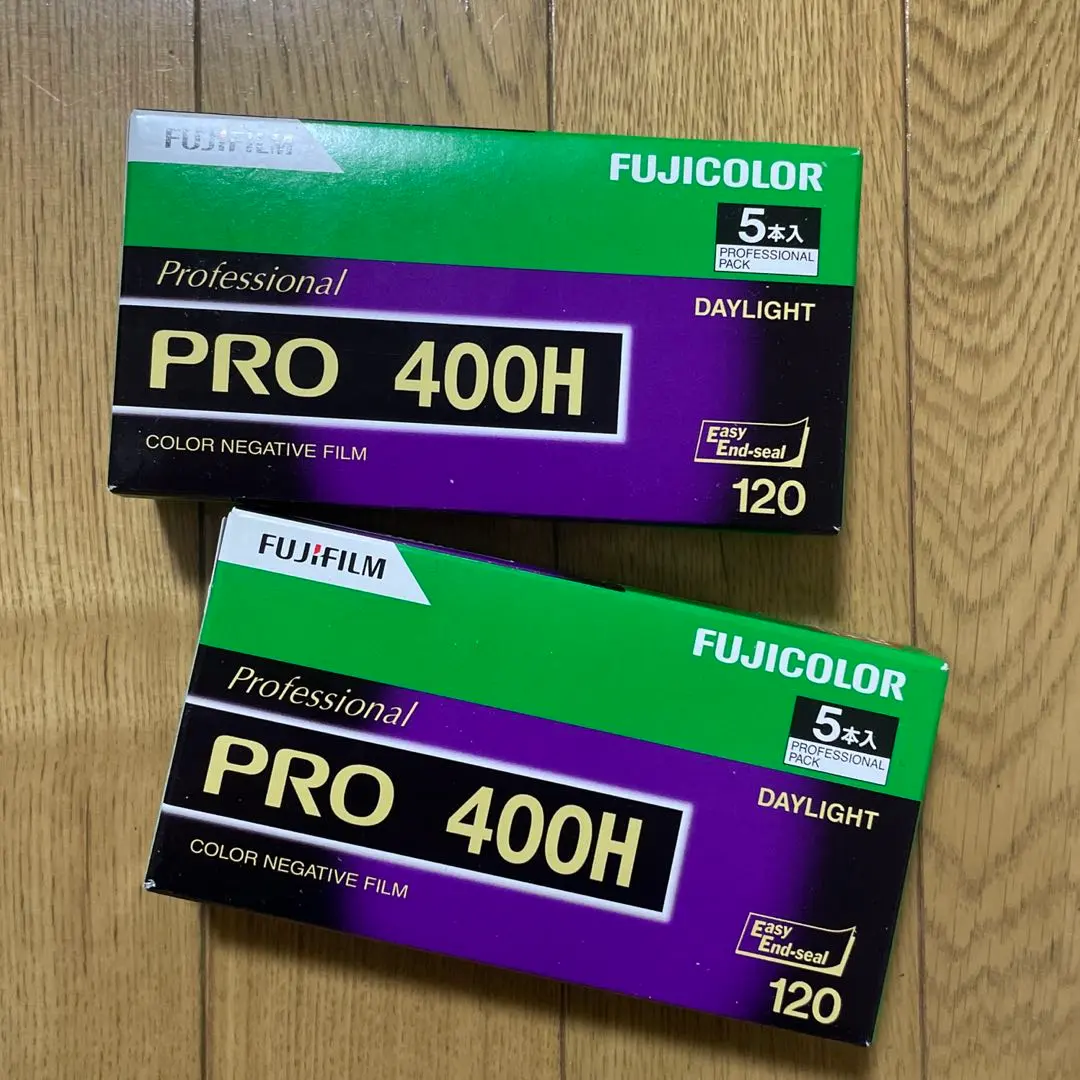 FUJIFILM
FUJICOLOR
5本入
PROFESSIONAL
PACK
Professional
DAYLIGHT
PRO 400H
COLOR NEGATIVE FILM
Easy
End-seal
120
FUJIFILM
FUJICOLOR
5本入
PROFESSIONAL
PACK
Professional
DAYLIGHT
PRO 400H
COLOR NEGATIVE FILM
Easy
End-seal
120